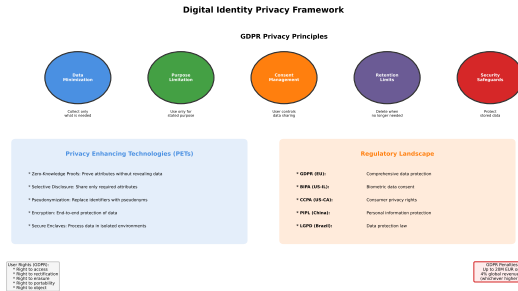 Digital Identity Privacy Framework
GDPR Privacy Principles
Data
Minimization
Purpose
Limitation
Consent
Management
Retention
Limits
Security
Safeguards
Collect only
what is needed
Use only for
stated purpose
User controls
data sharing
Delete when
no longer needed
Protect
stored data
Privacy Enhancing Technologies (PETs)
* Zero-Knowledge Proofs: Prove attributes without revealing data
* Selective Disclosure: Share only required attributes
* Pseudonymization: Replace identifiers with pseudonyms
* Encryption: End-to-end protection of data
* Secure Enclaves: Process data in isolated environments
Regulatory Landscape
* GDPR (EU): Comprehensive data protection
* BIPA (US-IL): Biometric data consent
* CCPA (US-CA): Consumer privacy rights
* PIPL (China): Personal information protection
* LGPD (Brazil): Data protection law
User Rights (GDPR):
* Right to access
* Right to rectification
* Right to erasure
* Right to portability
* Right to object
GDPR Penalties
Up to 20M EUR o
4% global revenu
(whichever higher